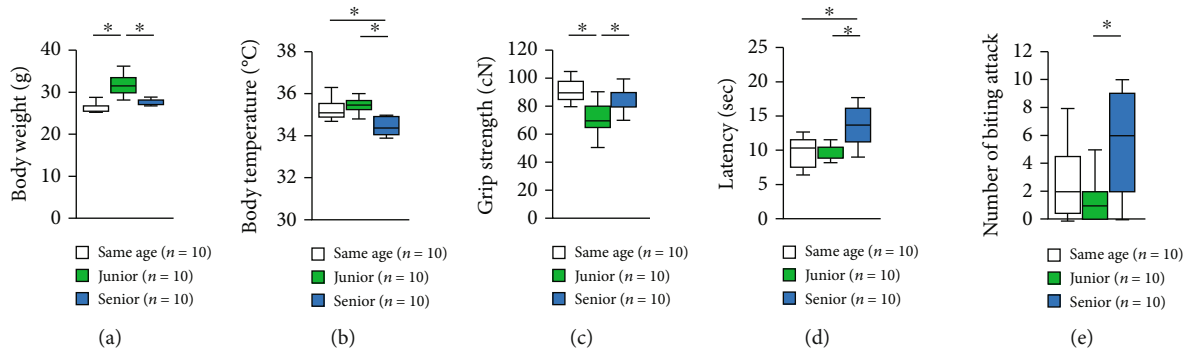 * *
Body weight (g)
40
30
20
10
0
Same age (n = 10)
Junior (n = 10)
Senior (n = 10)
(a)
*
*
Body temperature (°C)
38
36
34
32
30
Same age (n = 10)
Junior (n = 10)
Senior (n = 10)
(b)
* *
Grip strength (cN)
120
100
80
60
40
20
0
Same age (n = 10)
Junior (n = 10)
Senior (n = 10)
(c)
*
*
Latency (sec)
25
20
15
10
5
0
Same age (n = 10)
Junior (n = 10)
Senior (n = 10)
(d)
*
Number of biting attack
12
10
8
6
4
2
0
Same age (n = 10)
Junior (n = 10)
Senior (n = 10)
(e)